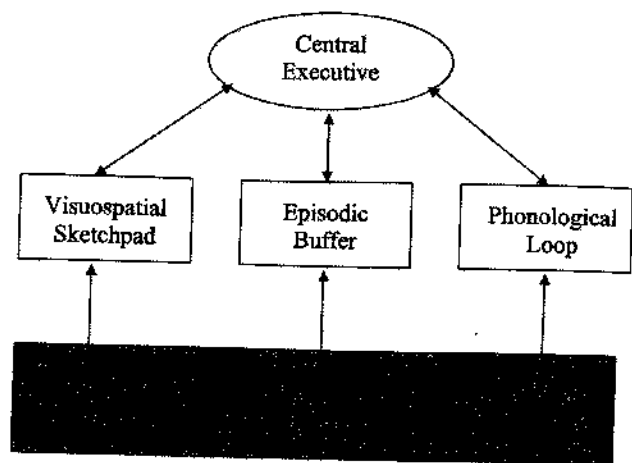 Central
Executive
Visuospatial
Sketchpad
Episodic
Buffer
Phonological
Loop